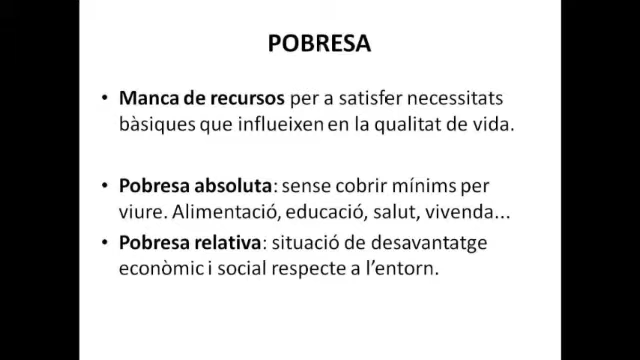 POBRESA
• Manca de recursos per a satisfer necessitats
bàsiques que influeixen en la qualitat de vida.
• Pobresa absoluta: sense cobrir mínims per
viure. Alimentació, educació, salut, vivenda...
• Pobresa relativa: situació de desavantatge
econòmic i social respecte a l’entorn.